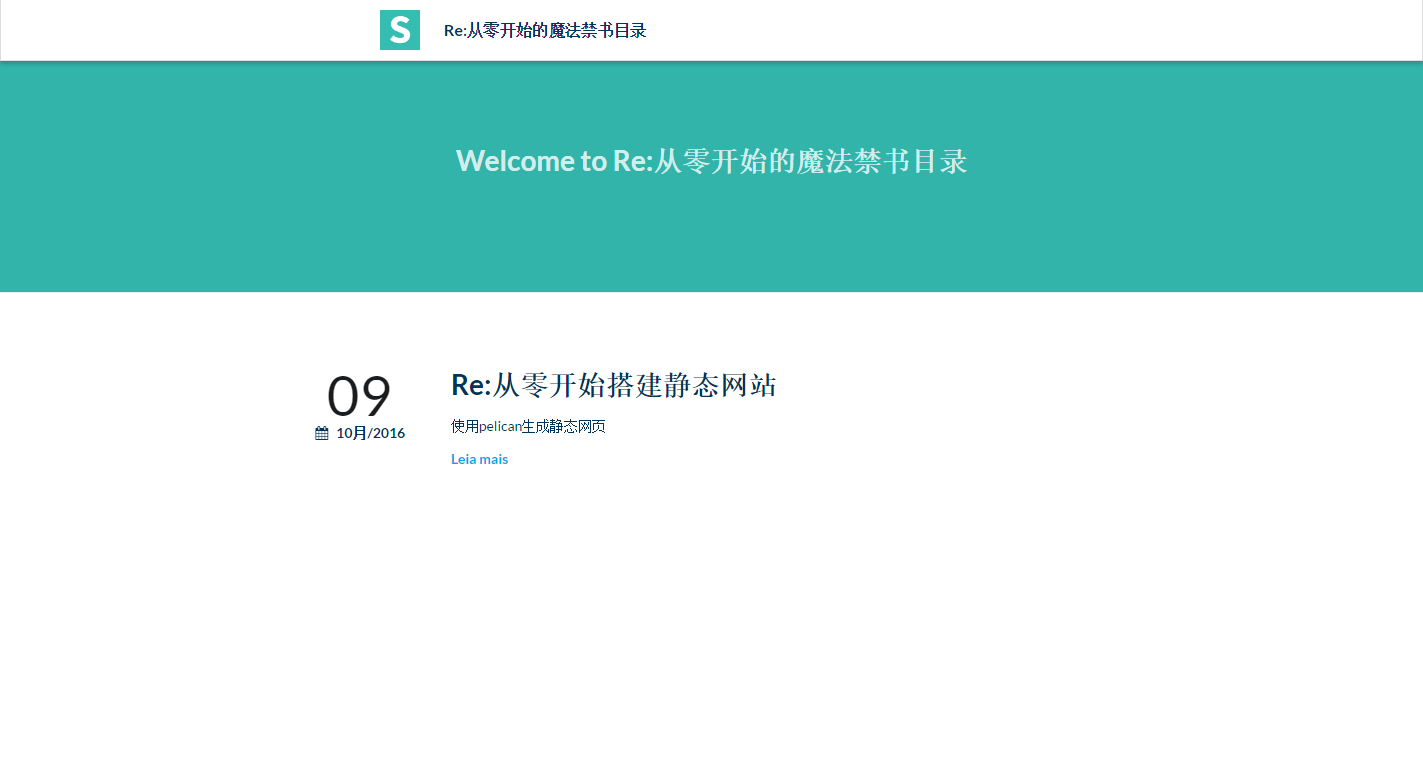 S
Re:从零开始的魔法禁书目录
Welcome to Re:从零开始的魔法禁书目录
09
10月/2016
Re:从零开始搭建静态网站
使用pelican生成静态网页
Leia mais